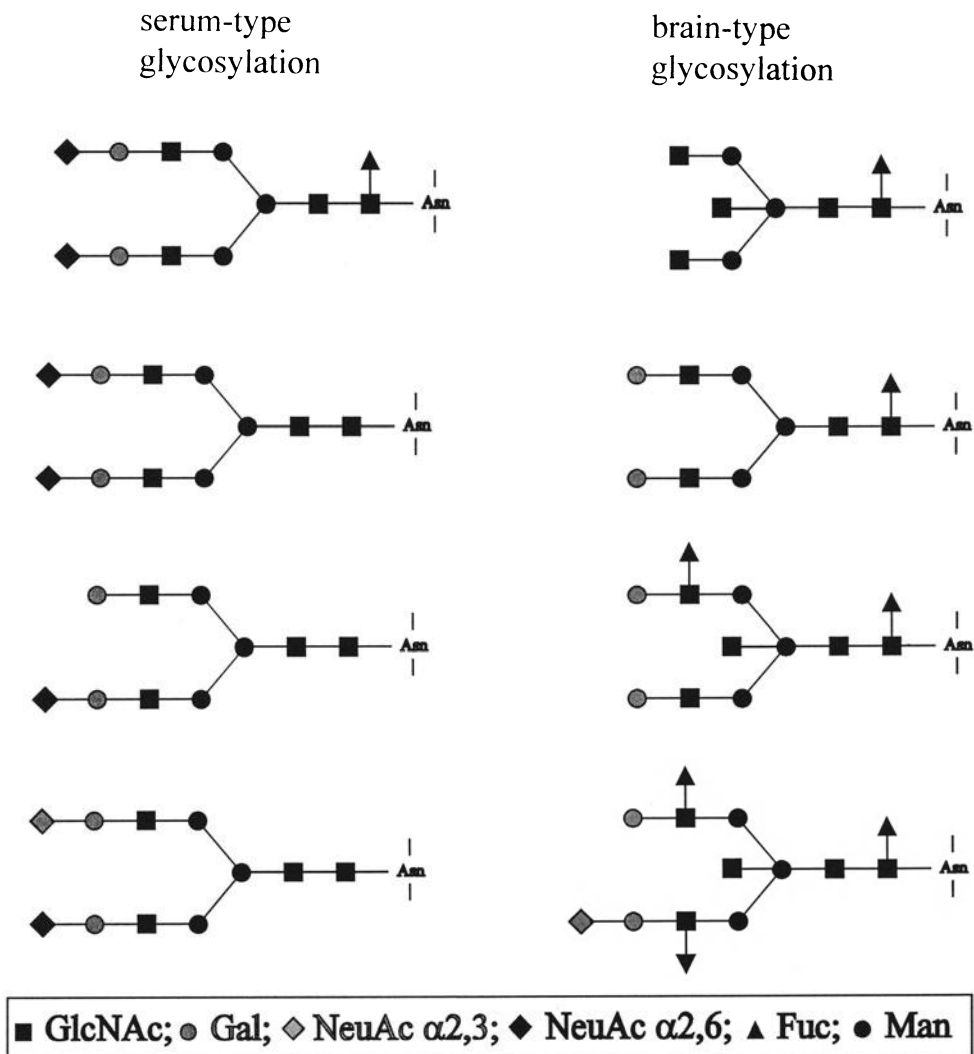 serum-type
glycosylation
brain-type
glycosylation
Asn
Asn
Asn
Asn
Asn
Asn
Asn
Asn
GlcNAc; Gal; NeuAc α2,3; NeuAc α2,6; Fuc; Man